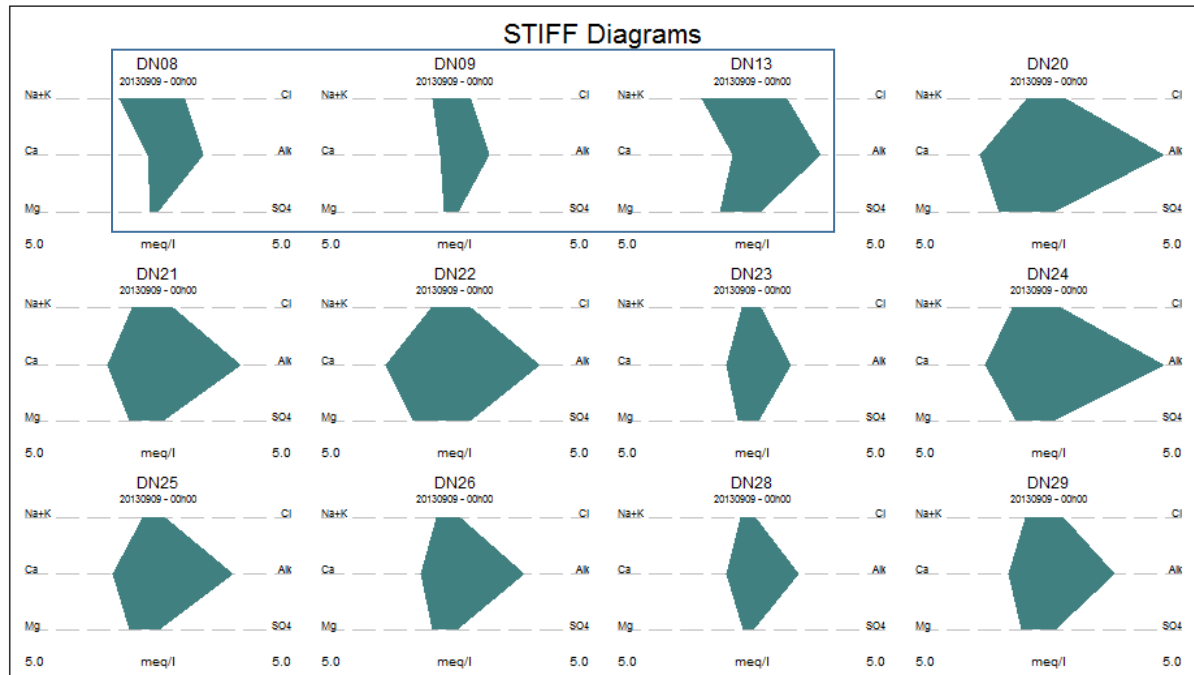 STIFF Diagrams
DN08 DN09 DN13 DN20
20130909 - 00h00 20130909 - 00h00 20130909 - 00h00 20130909 - 00h00
Na+K Cl Na+K Cl Na+K Cl Na+K Cl
Ca Alk Ca Alk Ca Alk Ca Alk
Mg SO4 Mg SO4 Mg SO4 Mg SO4
5.0 meq/l 5.0 5.0 meq/l 5.0 5.0 meq/l 5.0 5.0 meq/l 5.0
DN21 DN22 DN23 DN24
20130909 - 00h00 20130909 - 00h00 20130909 - 00h00 20130909 - 00h00
Na+K Cl Na+K Cl Na+K Cl Na+K Cl
Ca Alk Ca Alk Ca Alk Ca Alk
Mg SO4 Mg SO4 Mg SO4 Mg SO4
5.0 meq/l 5.0 5.0 meq/l 5.0 5.0 meq/l 5.0 5.0 meq/l 5.0
DN25 DN26 DN28 DN29
20130909 - 00h00 20130909 - 00h00 20130909 - 00h00 20130909 - 00h00
Na+K Cl Na+K Cl Na+K Cl Na+K Cl
Ca Alk Ca Alk Ca Alk Ca Alk
Mg SO4 Mg SO4 Mg SO4 Mg SO4
5.0 meq/l 5.0 5.0 meq/l 5.0 5.0 meq/l 5.0 5.0 meq/l 5.0